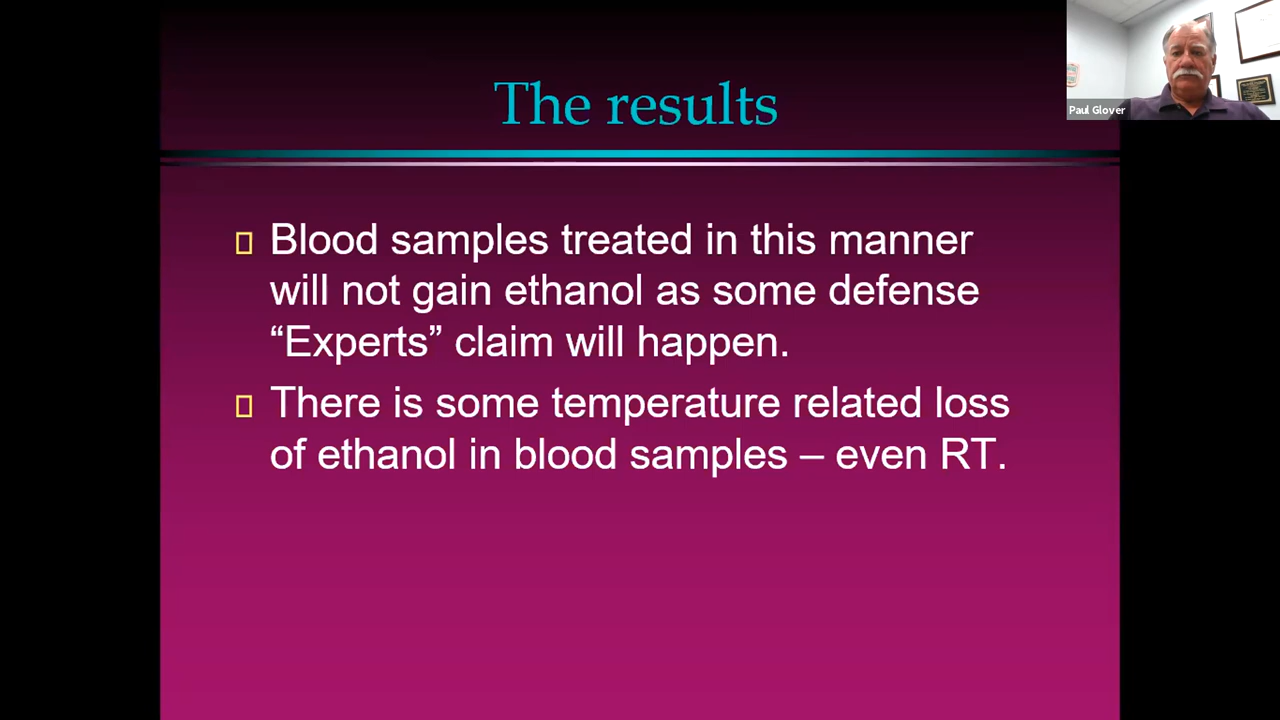 The results
Blood samples treated in this manner
will not gain ethanol as some defense
“Experts” claim will happen.
There is some temperature related loss
of ethanol in blood samples – even RT.
Paul Glover